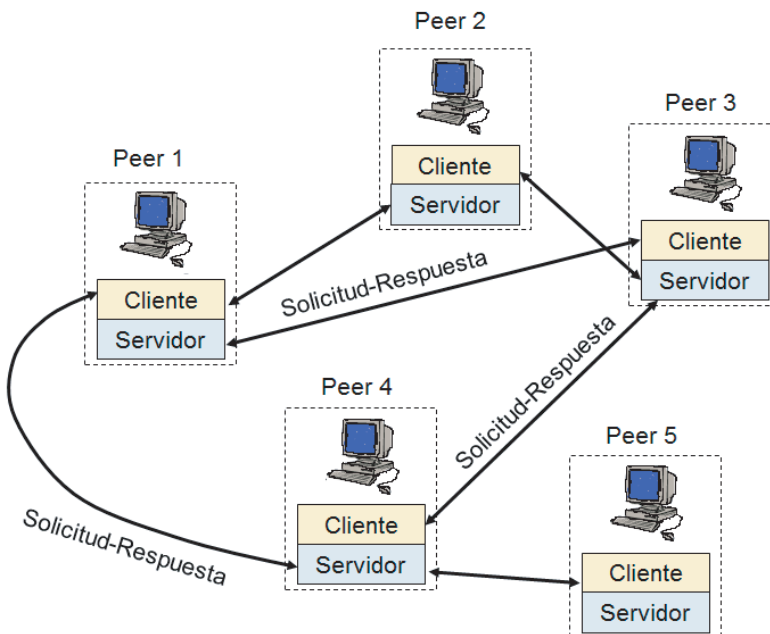 Peer 2
Cliente
Servidor
Peer 3
Cliente
Servidor
Peer 1
Cliente
Servidor
Solicitud-Respuesta
Solicitud-Respuesta
Peer 4
Cliente
Servidor
Peer 5
Cliente
Servidor
Solicitud-Respuesta